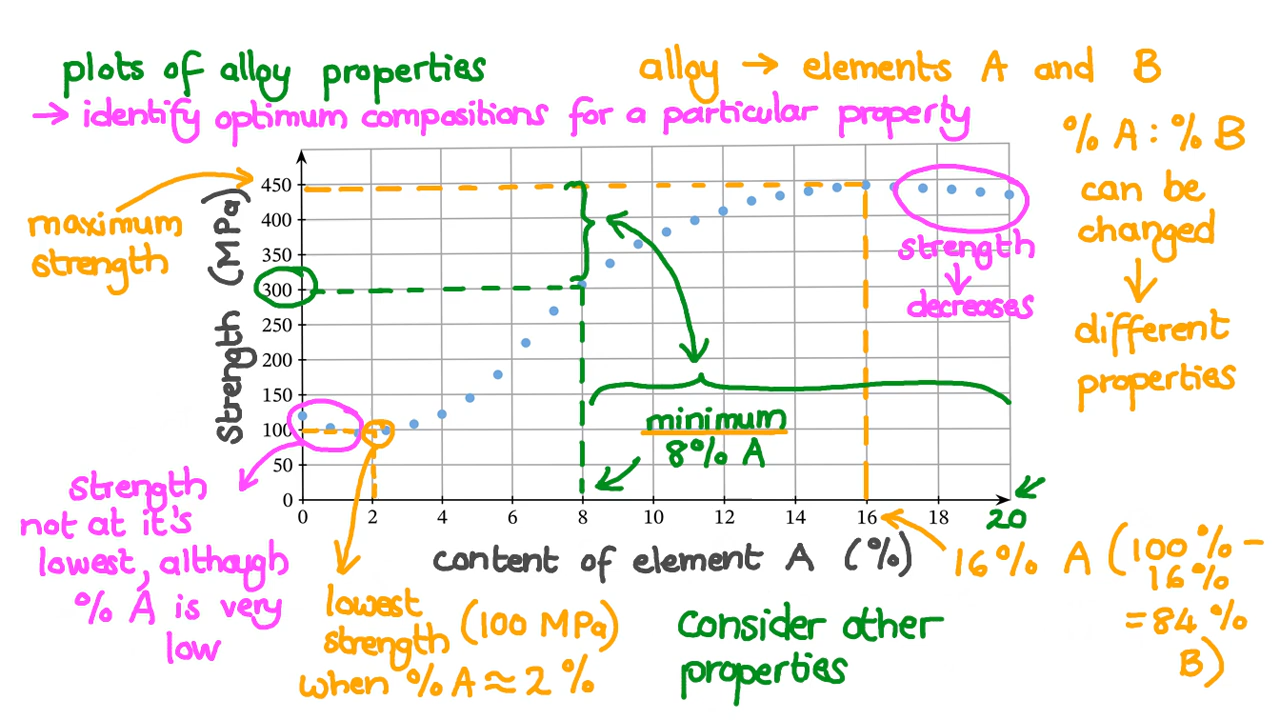 plots of alloy properties
alloy → elements A and B
→ identify optimum compositions for a particular property
% A : % B
can be
changed
different
properties
maximum
strength
Strength (MPa)
450
400
350
300
250
200
150
100
50
0
0 2 4 6 8 10 12 14 16 18 20
content of element A (%)
strength
decreases
minimum
8% A
strength
not at it's
lowest, although
% A is very
low
lowest
strength (100 MPa)
when % A ≈ 2 %
Consider other
properties
16% A (100% -
16%
= 84 %
B)